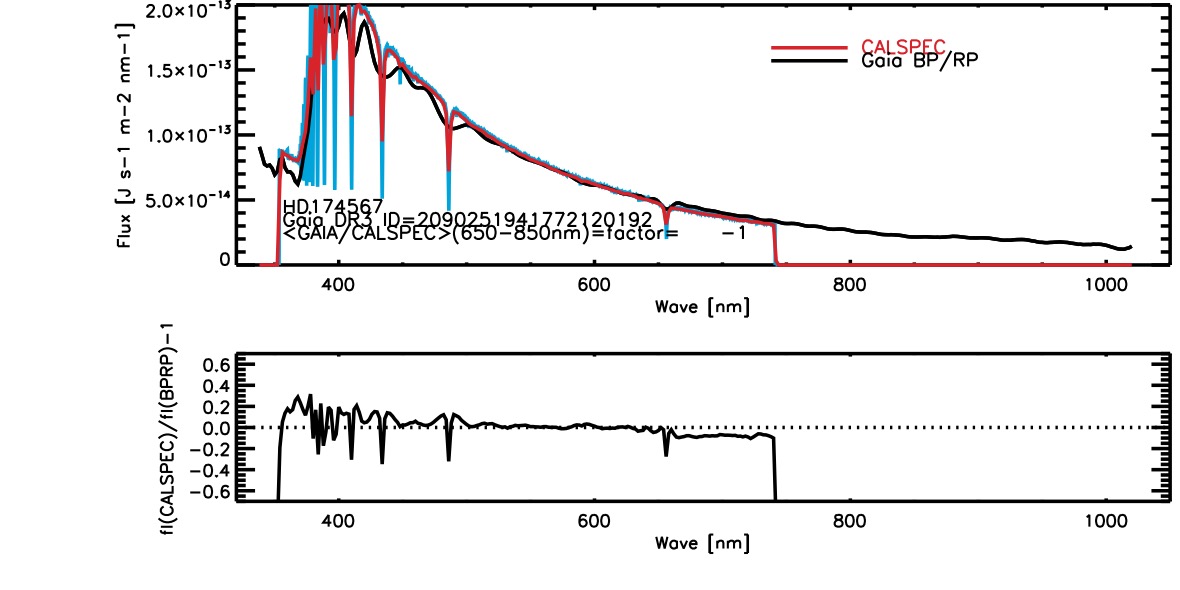 2.0×10−13
1.5×10−13
1.0×10−13
5.0×10−14
0
Flux [J s−1 m−2 nm−1]
CALSPEC
Gaia BP/RP
HD174567
Gaia DR3 ID=2090251941772120192
<GAIA/CALSPEC>(650−850nm)=factor= −1
400 600 800 1000
Wave [nm]
fl(CALSPEC)/fl(BPRP)−1
0.6
0.4
0.2
0.0
−0.2
−0.4
−0.6
400 600 800 1000
Wave [nm]